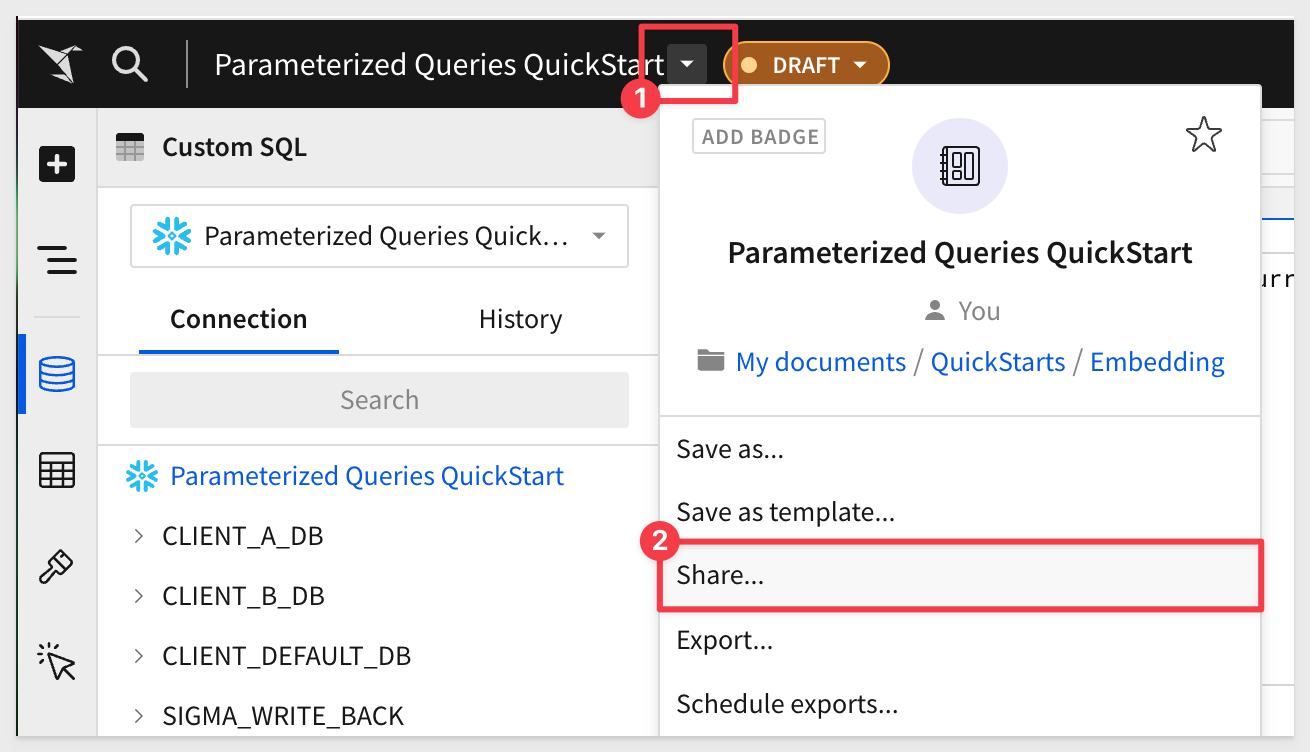 Parameterized Queries QuickStart
DRAFT
1
Custom SQL
Parameterized Queries Quick...
Connection
History
Search
Parameterized Queries QuickStart
CLIENT_A_DB
CLIENT_B_DB
CLIENT_DEFAULT_DB
SIGMA_WRITE_BACK
ADD BADGE
Parameterized Queries QuickStart
You
My documents / QuickStarts / Embedding
Save as...
Save as template...
2
Share...
Export...
Schedule exports...